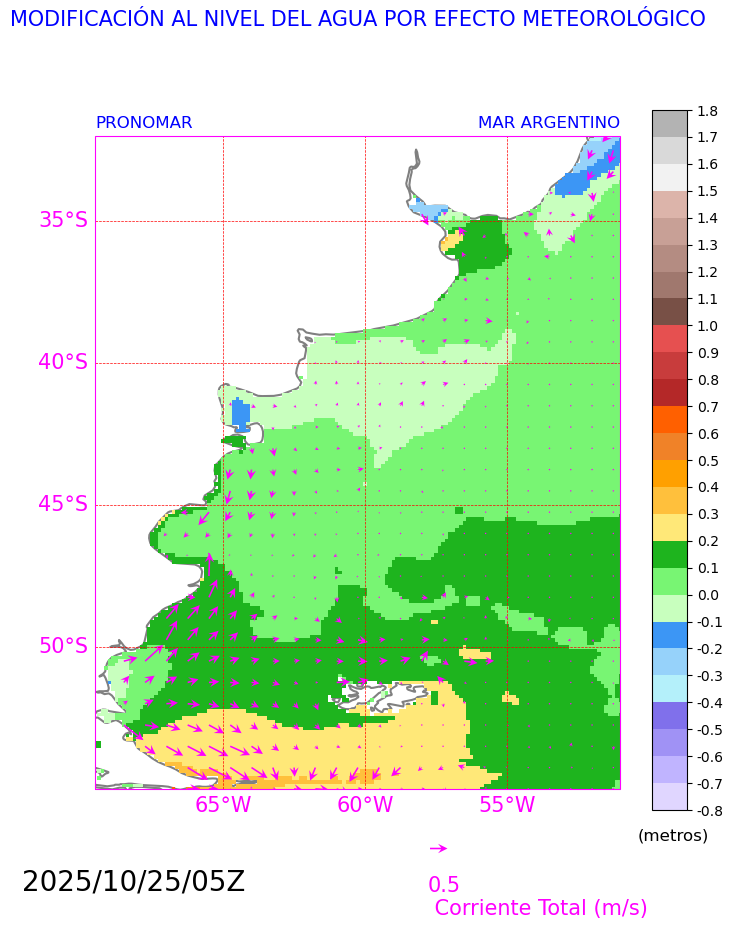 MODIFICACIÓN AL NIVEL DEL AGUA POR EFECTO METEOROLÓGICO
PRONOMAR
MAR ARGENTINO
35°S
40°S
45°S
50°S
65°W
60°W
55°W
1.8
1.7
1.6
1.5
1.4
1.3
1.2
1.1
1.0
0.9
0.8
0.7
0.6
0.5
0.4
0.3
0.2
0.1
0.0
-0.1
-0.2
-0.3
-0.4
-0.5
-0.6
-0.7
-0.8
(metros)
0.5
Corriente Total (m/s)
2025/10/25/05Z